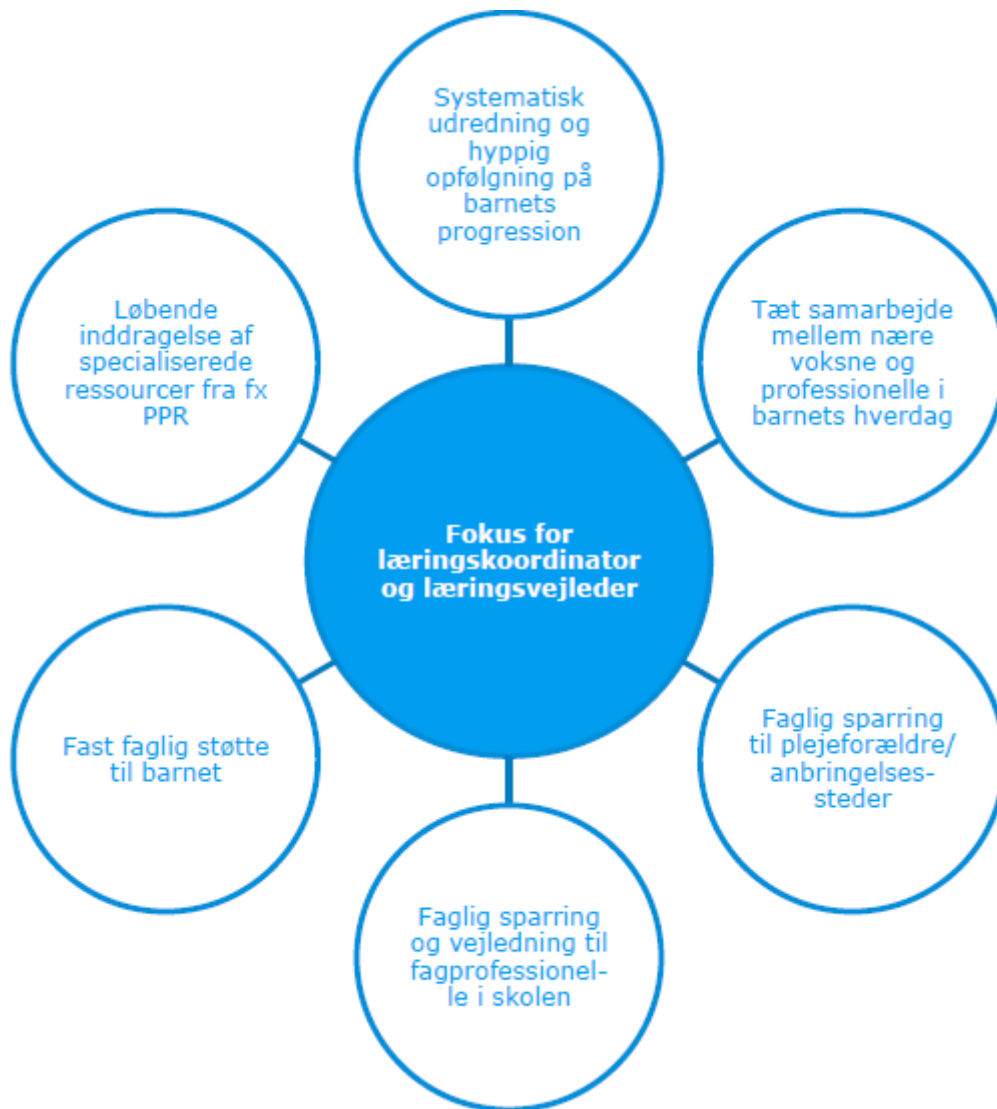 Systematisk
udredning og
hyppig
opfølgning på
barnets
progression
Tæt samarbejde
mellem nære
voksne og
professionelle i
barnets hverdag
Faglig sparring
til plejeforældre/
anbringelses-
steder
Faglig sparring
og vejledning til
fagprofessionel-
le i skolen
Fast faglig støtte
til barnet
Løbende
inddragelse af
specialiserede
ressourcer fra fx
PPR
Fokus for
læringskoordinator
og læringsvejleder